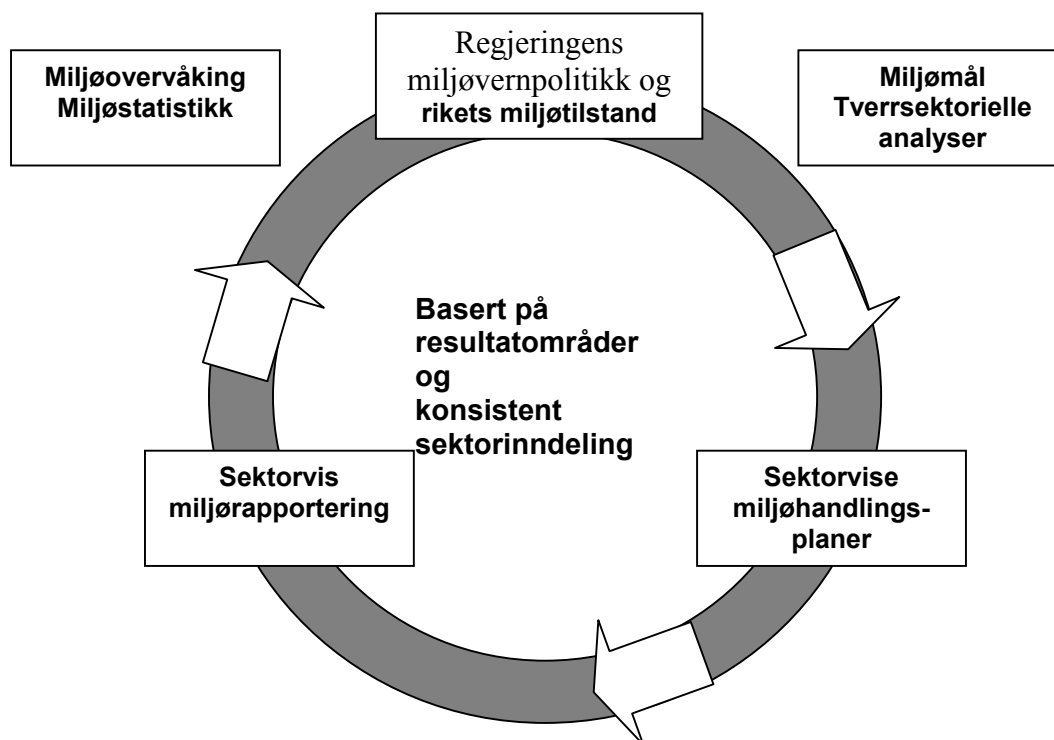 Miljøovervåking
Miljøstatistikk
Regjeringens
miljøvernpolitikk og
rikets miljøtilstand
Miljømål
Tverrsektorielle
analyser
Basert på
resultatområder
og
konsistent
sektorinndeling
Sektorvis
miljørapportering
Sektorvise
miljøhandlings-
planer